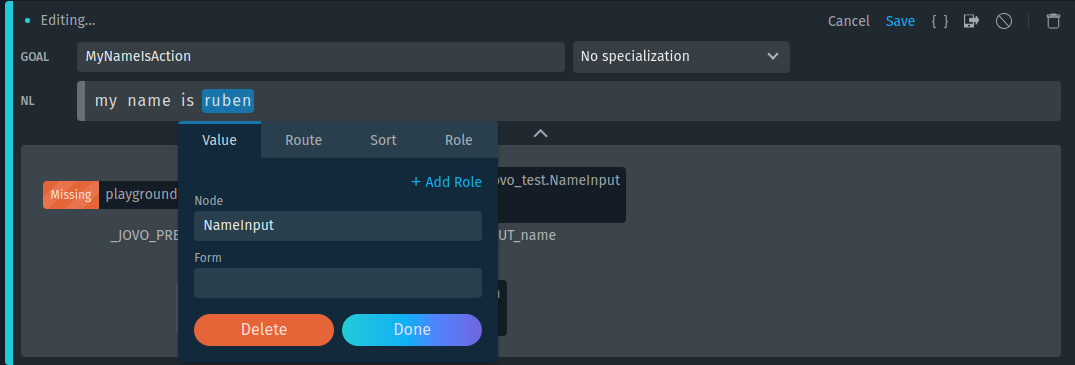 Editing...
Cancel Save { }
GOAL MyNameIsAction No specialization
NL my name is ruben
Value Route Sort Role
+ Add Role
Missing playground ovo_test.NameInput
Node
NameInput
_JOVO_PRE UT_name
Form
Delete Done